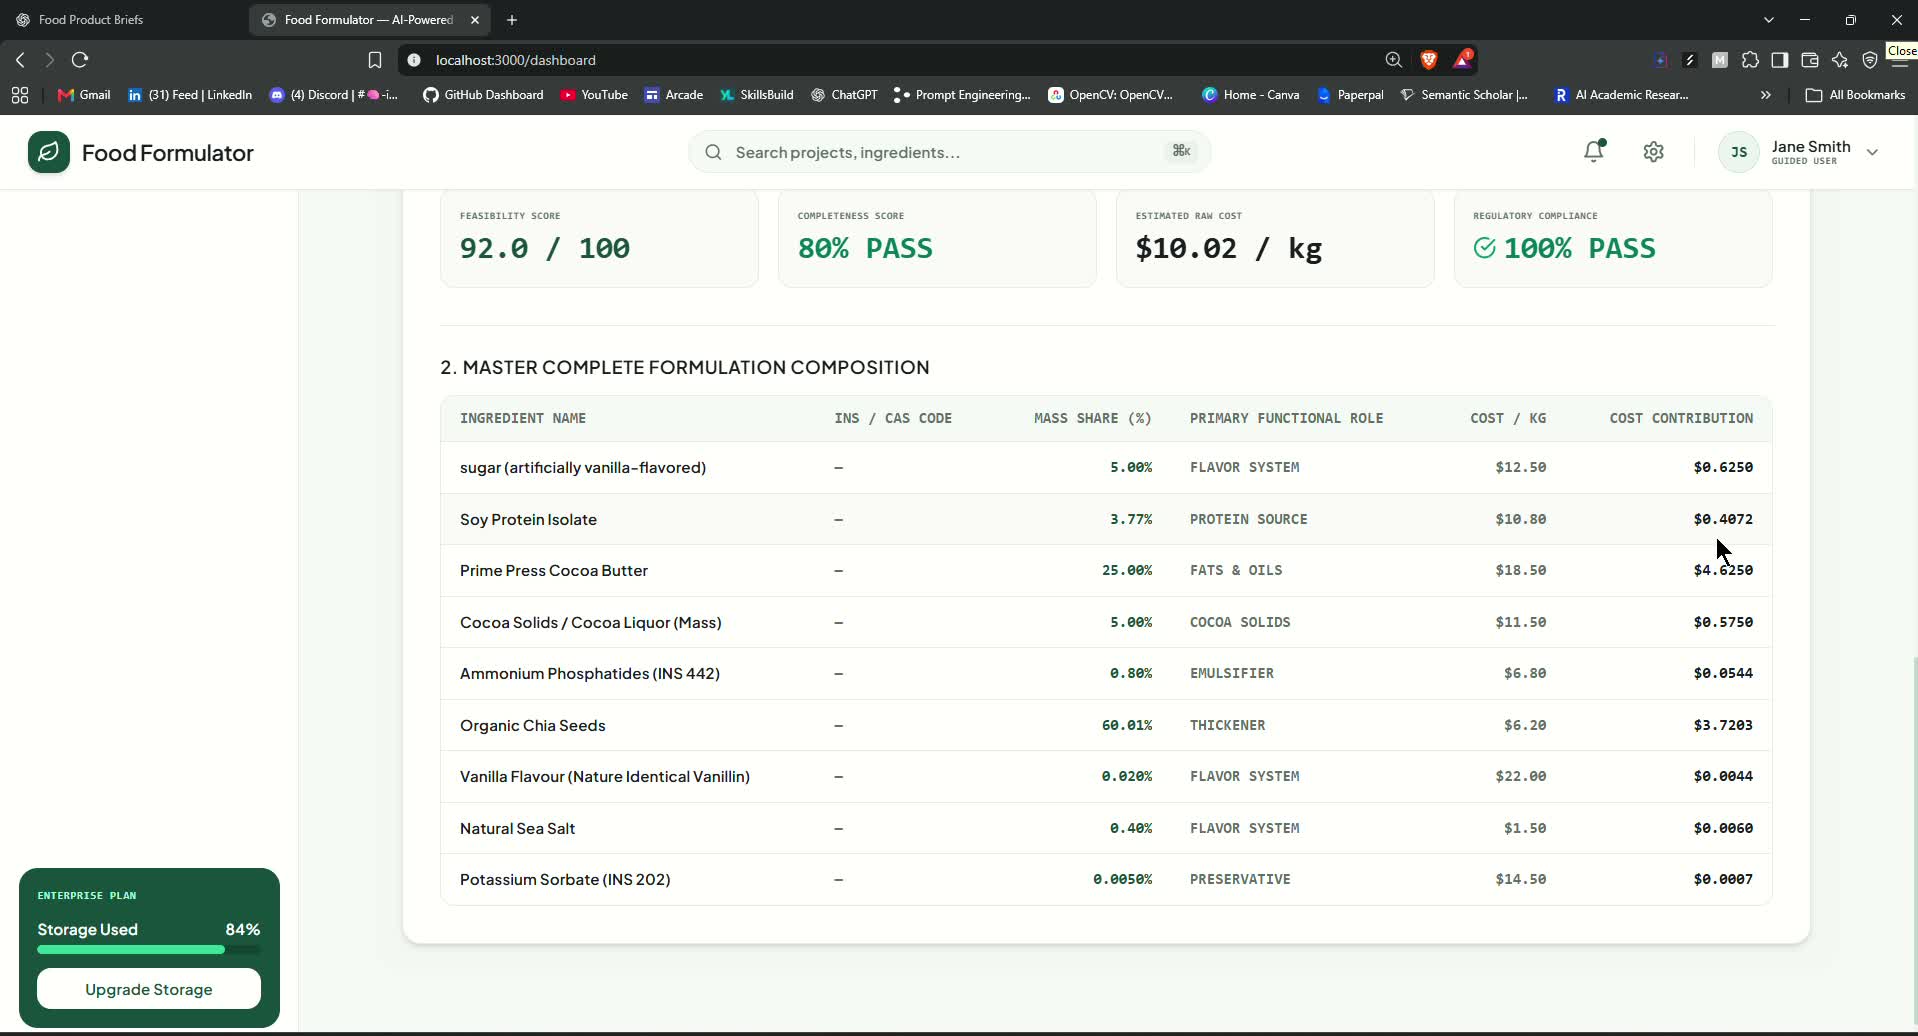 Food Product Briefs
Food Formulator — AI-Powered
localhost:3000/dashboard
1
M
Close
Gmail
(31) Feed | LinkedIn
(4) Discord | #🧠-i...
GitHub Dashboard
YouTube
Arcade
SkillsBuild
ChatGPT
Prompt Engineering...
OpenCV: OpenCV...
Home - Canva
Paperpal
Semantic Scholar |...
AI Academic Resear...
All Bookmarks
Food Formulator
Search projects, ingredients...
⌘K
JS
Jane Smith
GUIDED USER
FEASIBILITY SCORE
92.0 / 100
COMPLETENESS SCORE
80% PASS
ESTIMATED RAW COST
$10.02 / kg
REGULATORY COMPLIANCE
100% PASS
2. MASTER COMPLETE FORMULATION COMPOSITION
INGREDIENT NAME INS / CAS CODE MASS SHARE (%) PRIMARY FUNCTIONAL ROLE COST / KG COST CONTRIBUTION
sugar (artificially vanilla-flavored) — 5.00% FLAVOR SYSTEM $12.50 $0.6250
Soy Protein Isolate — 3.77% PROTEIN SOURCE $10.80 $0.4072
Prime Press Cocoa Butter — 25.00% FATS & OILS $18.50 $4.6250
Cocoa Solids / Cocoa Liquor (Mass) — 5.00% COCOA SOLIDS $11.50 $0.5750
Ammonium Phosphatides (INS 442) — 0.80% EMULSIFIER $6.80 $0.0544
Organic Chia Seeds — 60.01% THICKENER $6.20 $3.7203
Vanilla Flavour (Nature Identical Vanillin) — 0.020% FLAVOR SYSTEM $22.00 $0.0044
Natural Sea Salt — 0.40% FLAVOR SYSTEM $1.50 $0.0060
Potassium Sorbate (INS 202) — 0.0050% PRESERVATIVE $14.50 $0.0007
ENTERPRISE PLAN
Storage Used 84%
Upgrade Storage